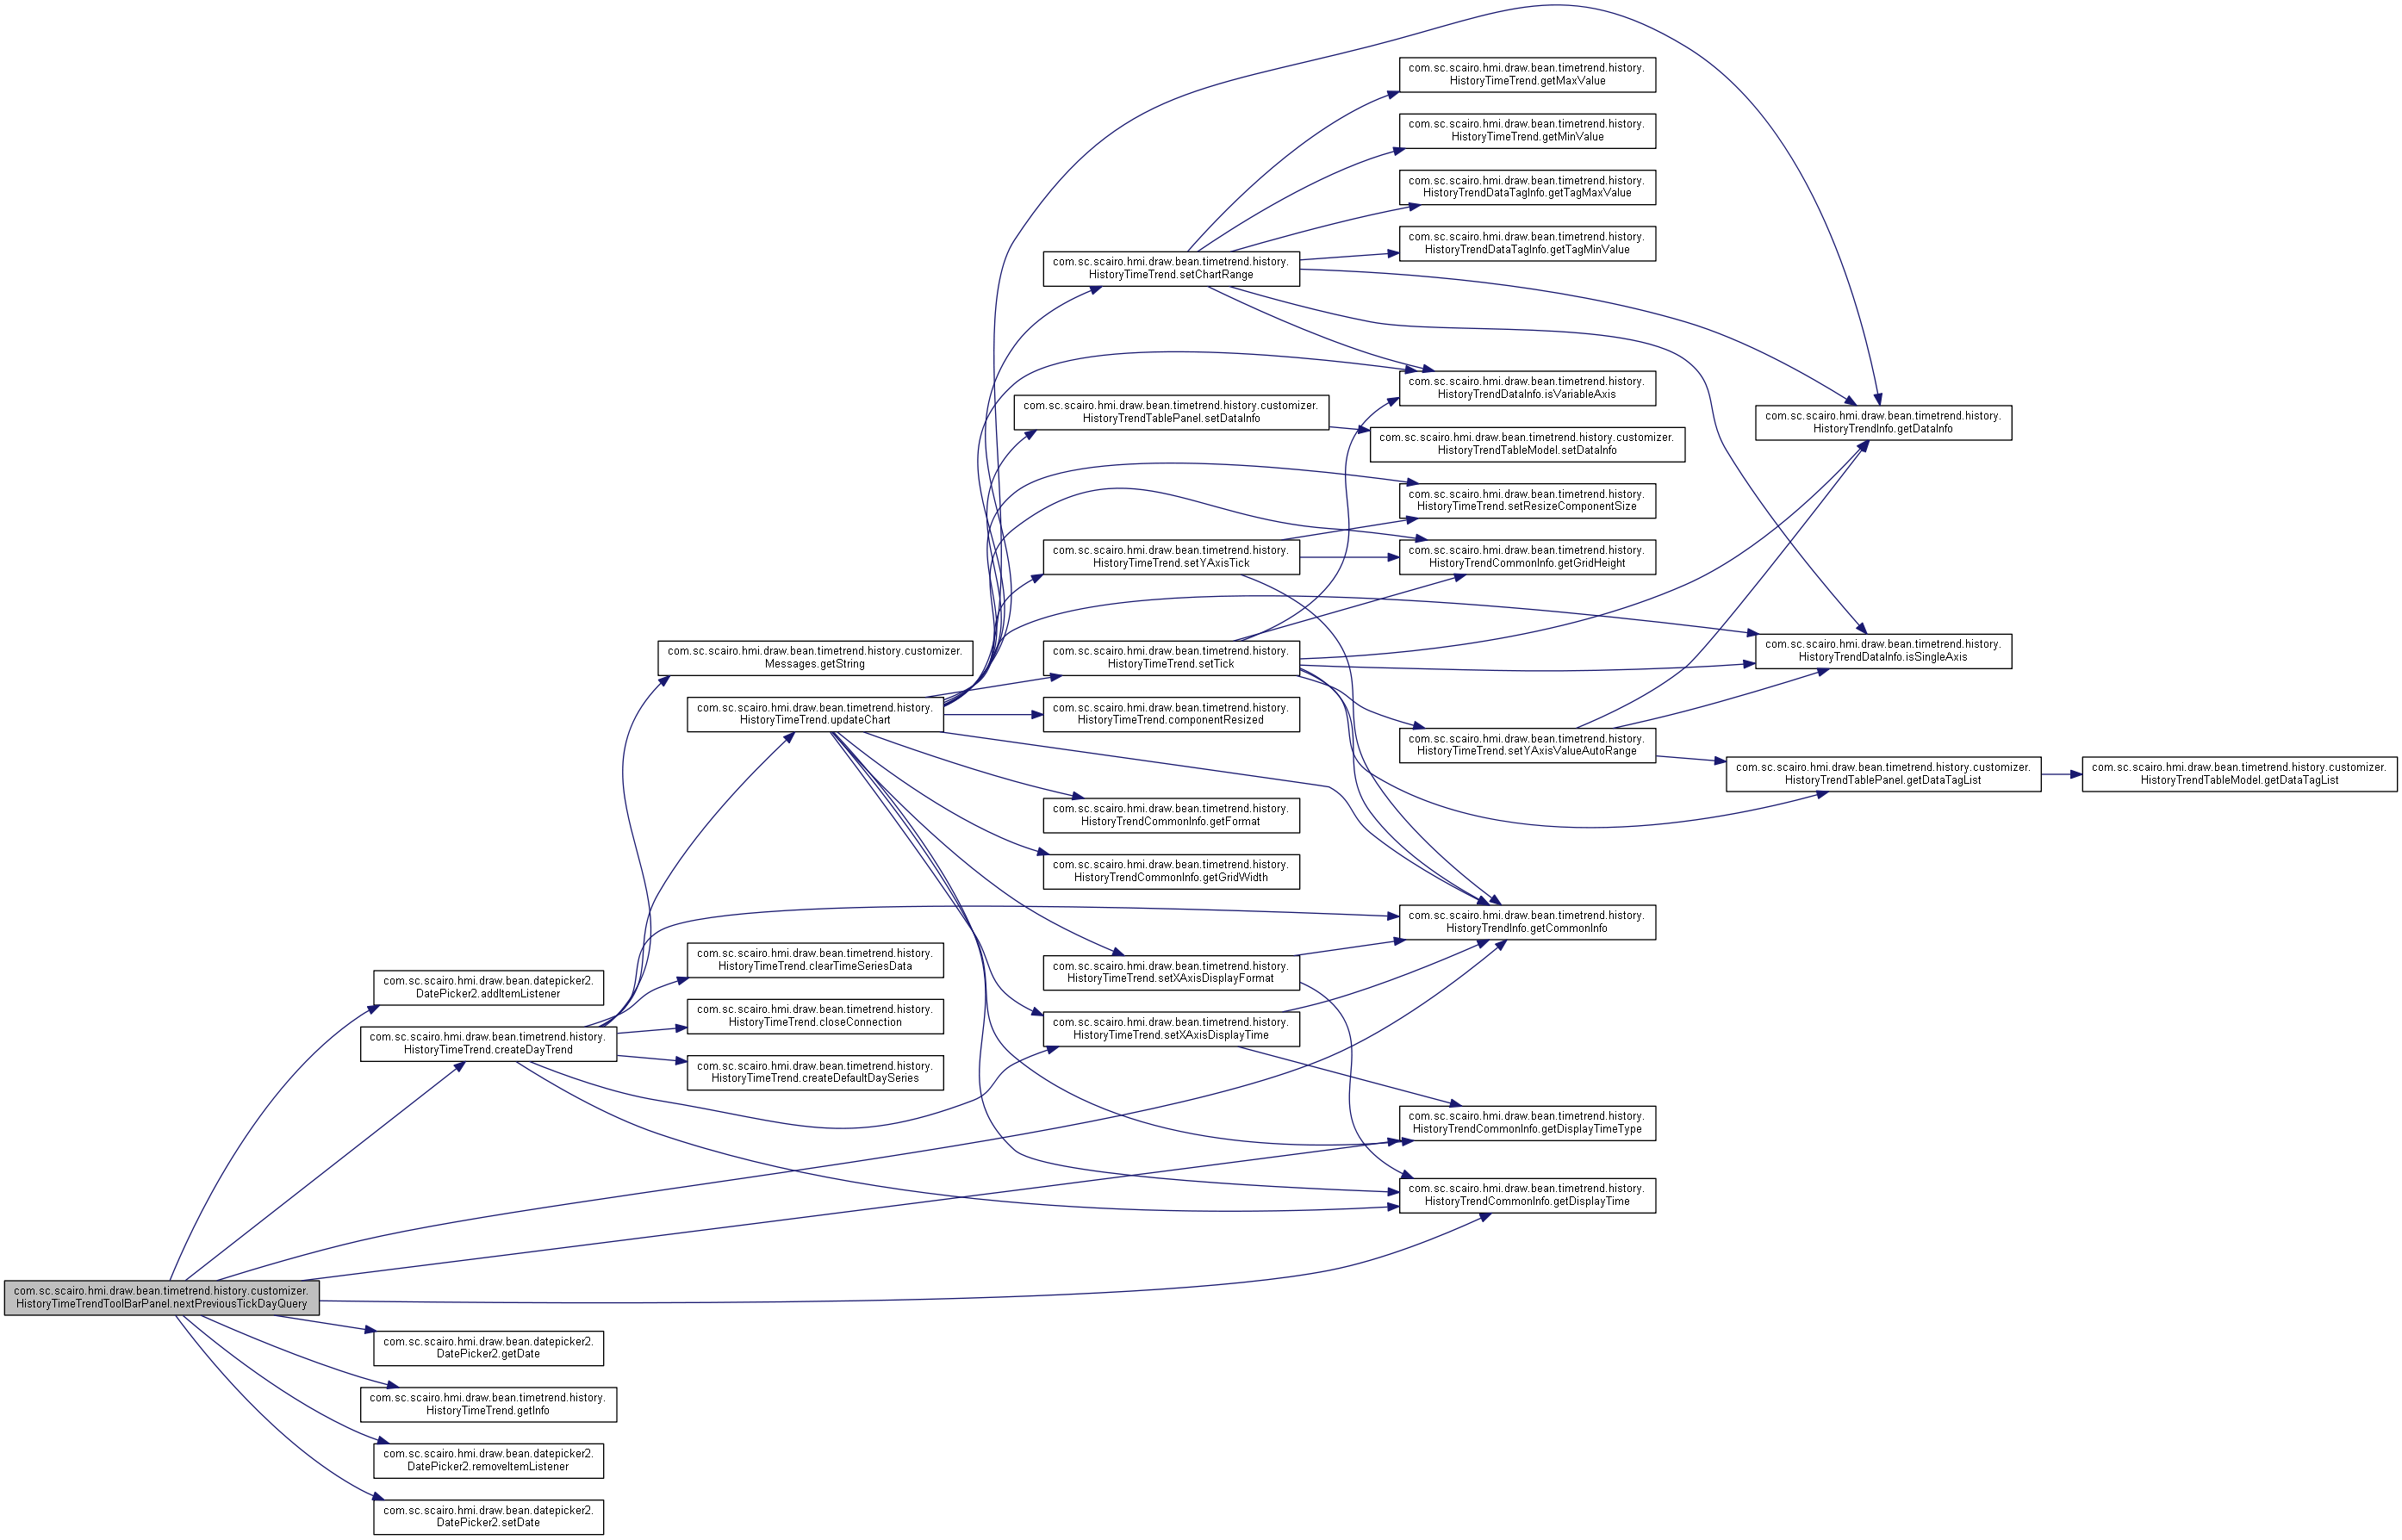 com.sc.scairo.hmi.draw.bean.timetrend.history.
HistoryTimeTrend.getMaxValue
com.sc.scairo.hmi.draw.bean.timetrend.history.
HistoryTimeTrend.getMinValue
com.sc.scairo.hmi.draw.bean.timetrend.history.
HistoryTrendDataTagInfo.getTagMaxValue
com.sc.scairo.hmi.draw.bean.timetrend.history.
HistoryTrendDataTagInfo.getTagMinValue
com.sc.scairo.hmi.draw.bean.timetrend.history.
HistoryTimeTrend.setChartRange
com.sc.scairo.hmi.draw.bean.timetrend.history.
HistoryTrendDataInfo.isVariableAxis
com.sc.scairo.hmi.draw.bean.timetrend.history.customizer.
HistoryTrendTablePanel.setDataInfo
com.sc.scairo.hmi.draw.bean.timetrend.history.
HistoryTrendInfo.getDataInfo
com.sc.scairo.hmi.draw.bean.timetrend.history.customizer.
HistoryTrendTableModel.setDataInfo
com.sc.scairo.hmi.draw.bean.timetrend.history.
HistoryTimeTrend.setResizeComponentSize
com.sc.scairo.hmi.draw.bean.timetrend.history.
HistoryTimeTrend.setYAxisTick
com.sc.scairo.hmi.draw.bean.timetrend.history.
HistoryTrendCommonInfo.getGridHeight
com.sc.scairo.hmi.draw.bean.timetrend.history.customizer.
Messages.getString
com.sc.scairo.hmi.draw.bean.timetrend.history.
HistoryTimeTrend.setTick
com.sc.scairo.hmi.draw.bean.timetrend.history.
HistoryTrendDataInfo.isSingleAxis
com.sc.scairo.hmi.draw.bean.timetrend.history.
HistoryTimeTrend.updateChart
com.sc.scairo.hmi.draw.bean.timetrend.history.
HistoryTimeTrend.componentResized
com.sc.scairo.hmi.draw.bean.timetrend.history.
HistoryTimeTrend.setYAxisValueAutoRange
com.sc.scairo.hmi.draw.bean.timetrend.history.customizer.
HistoryTrendTablePanel.getDataTagList
com.sc.scairo.hmi.draw.bean.timetrend.history.customizer.
HistoryTrendTableModel.getDataTagList
com.sc.scairo.hmi.draw.bean.timetrend.history.
HistoryTrendCommonInfo.getFormat
com.sc.scairo.hmi.draw.bean.timetrend.history.
HistoryTrendCommonInfo.getGridWidth
com.sc.scairo.hmi.draw.bean.timetrend.history.
HistoryTrendInfo.getCommonInfo
com.sc.scairo.hmi.draw.bean.timetrend.history.
HistoryTimeTrend.clearTimeSeriesData
com.sc.scairo.hmi.draw.bean.timetrend.history.
HistoryTimeTrend.setXAxisDisplayFormat
com.sc.scairo.hmi.draw.bean.datepicker2.
DatePicker2.addItemListener
com.sc.scairo.hmi.draw.bean.timetrend.history.
HistoryTimeTrend.closeConnection
com.sc.scairo.hmi.draw.bean.timetrend.history.
HistoryTimeTrend.setXAxisDisplayTime
com.sc.scairo.hmi.draw.bean.timetrend.history.
HistoryTimeTrend.createDayTrend
com.sc.scairo.hmi.draw.bean.timetrend.history.
HistoryTimeTrend.createDefaultDaySeries
com.sc.scairo.hmi.draw.bean.timetrend.history.
HistoryTrendCommonInfo.getDisplayTimeType
com.sc.scairo.hmi.draw.bean.timetrend.history.
HistoryTrendCommonInfo.getDisplayTime
com.sc.scairo.hmi.draw.bean.timetrend.history.customizer.
HistoryTimeTrendToolBarPanel.nextPreviousTickDayQuery
com.sc.scairo.hmi.draw.bean.datepicker2.
DatePicker2.getDate
com.sc.scairo.hmi.draw.bean.timetrend.history.
HistoryTimeTrend.getInfo
com.sc.scairo.hmi.draw.bean.datepicker2.
DatePicker2.removeItemListener
com.sc.scairo.hmi.draw.bean.datepicker2.
DatePicker2.setDate